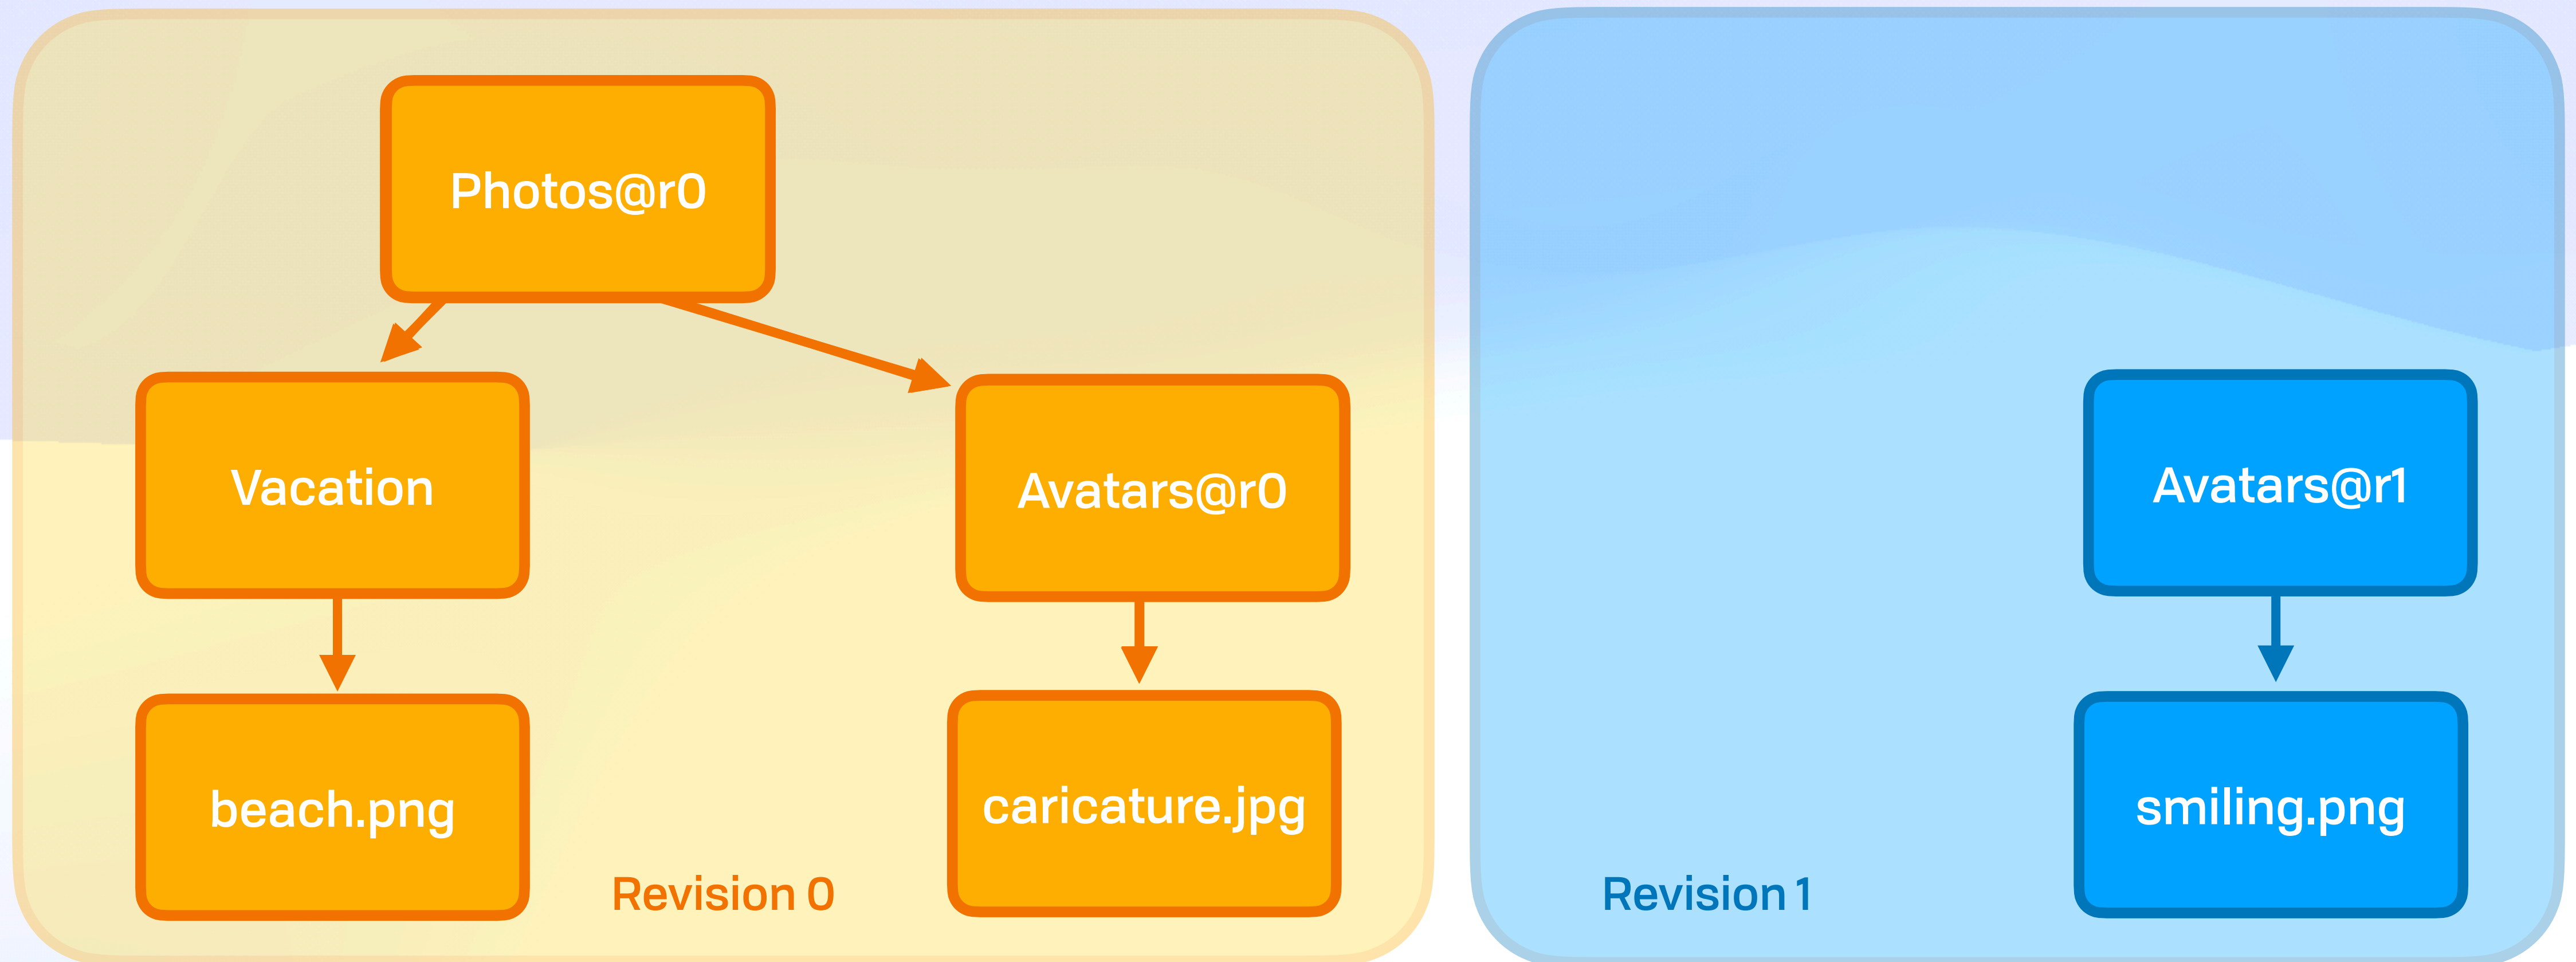 Photos@r0
Vacation
Avatars@r0
beach.png
caricature.jpg
Revision 0
Avatars@r1
smiling.png
Revision 1